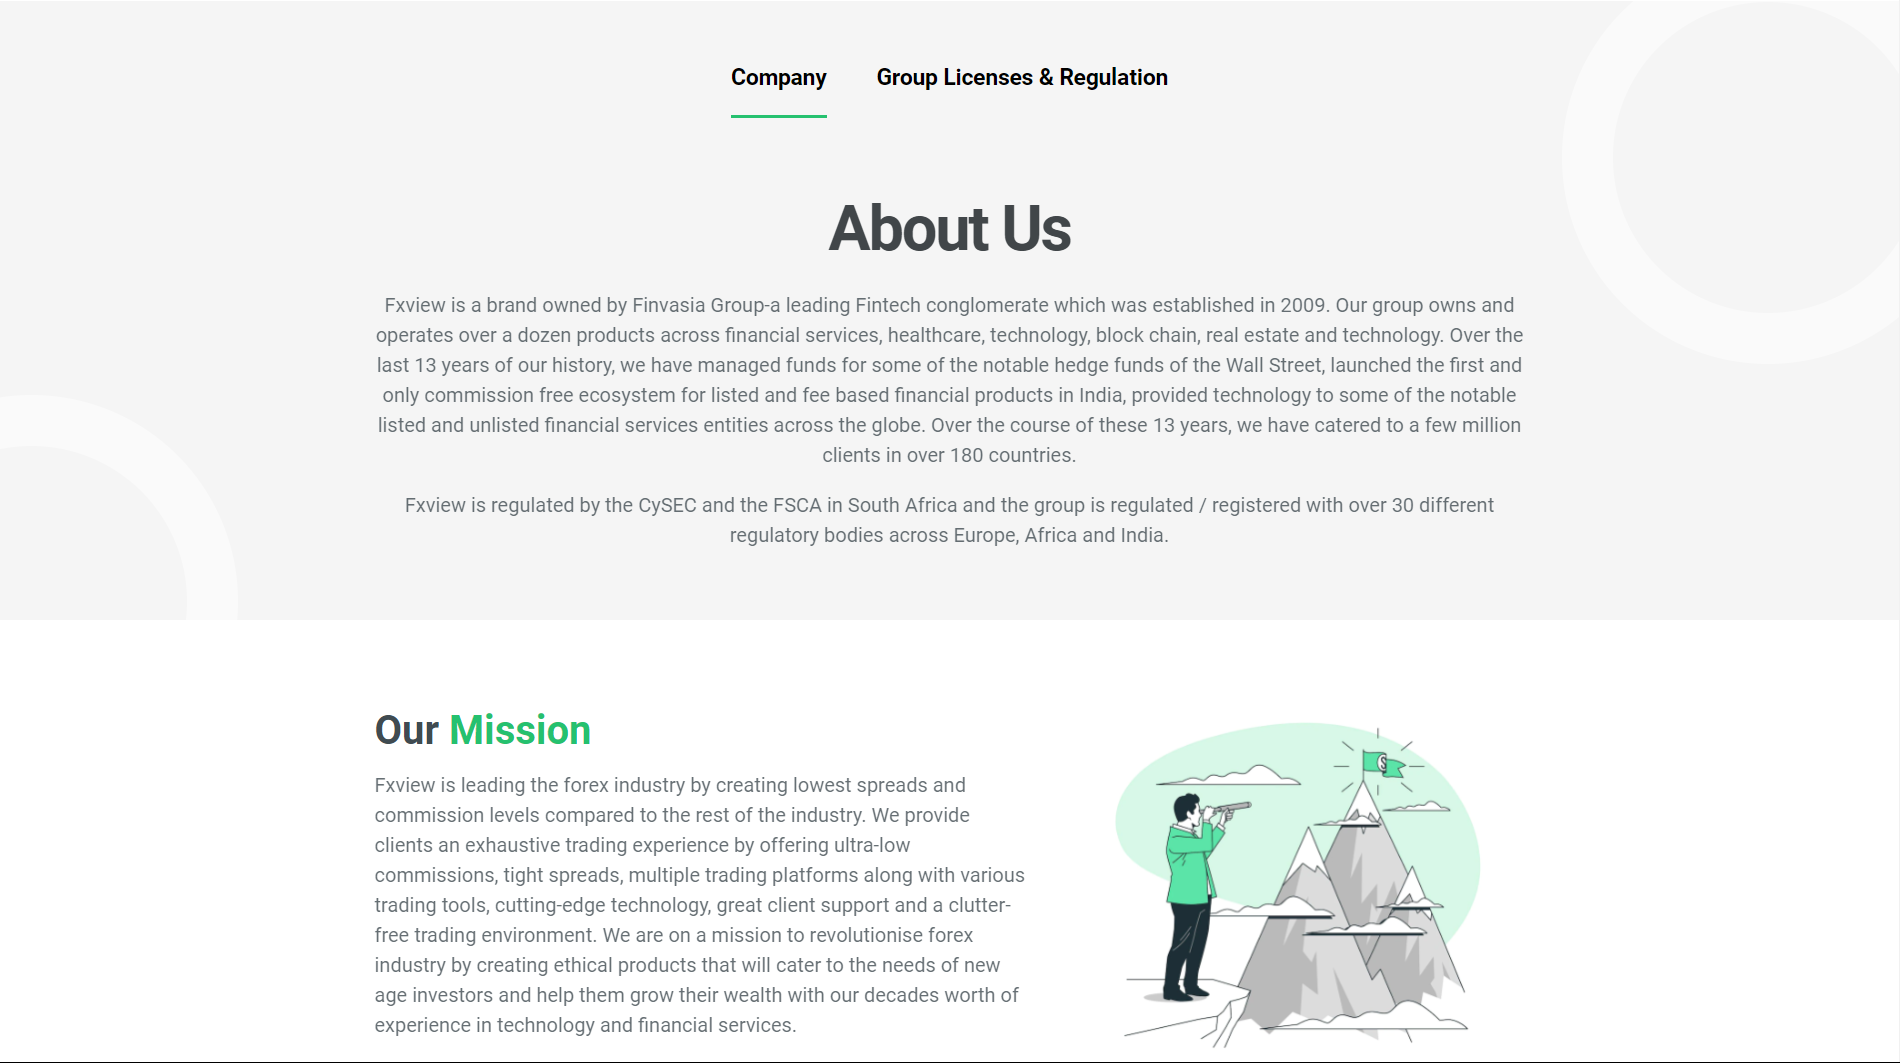 Company
Group Licenses & Regulation
About Us
Fxview is a brand owned by Finvasia Group-a leading Fintech conglomerate which was established in 2009. Our group owns and
operates over a dozen products across financial services, healthcare, technology, block chain, real estate and technology. Over the
last 13 years of our history, we have managed funds for some of the notable hedge funds of the Wall Street, launched the first and
only commission free ecosystem for listed and fee based financial products in India, provided technology to some of the notable
listed and unlisted financial services entities across the globe. Over the course of these 13 years, we have catered to a few million
clients in over 180 countries.
Fxview is regulated by the CySEC and the FSCA in South Africa and the group is regulated / registered with over 30 different
regulatory bodies across Europe, Africa and India.
Our Mission
Fxview is leading the forex industry by creating lowest spreads and
commission levels compared to the rest of the industry. We provide
clients an exhaustive trading experience by offering ultra-low
commissions, tight spreads, multiple trading platforms along with various
trading tools, cutting-edge technology, great client support and a clutter-
free trading environment. We are on a mission to revolutionise forex
industry by creating ethical products that will cater to the needs of new
age investors and help them grow their wealth with our decades worth of
experience in technology and financial services.
$